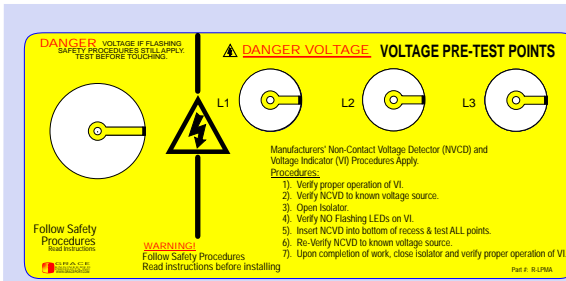 DANGER VOLTAGE IF FLASHING
SAFETY PROCEDURES STILL APPLY.
TEST BEFORE TOUCHING.
Follow Safety
Procedures
Read Instructions
GRACE
DANGER VOLTAGE VOLTAGE PRE-TEST POINTS
L1 L2 L3
Manufacturers' Non-Contact Voltage Detector (NVCD) and
Voltage Indicator (VI) Procedures Apply.
Procedures:
1). Verify proper operation of VI.
2). Verify NCVD to known voltage source.
3). Open Isolator.
4). Verify NO Flashing LEDs on VI.
5). Insert NCVD into bottom of recess & test ALL points.
6). Re-Verify NCVD to known voltage source.
7). Upon completion of work, close isolator and verify proper operation of VI.
WARNING!
Follow Safety Procedures
Read instructions before installing
Part #: R-LPMA